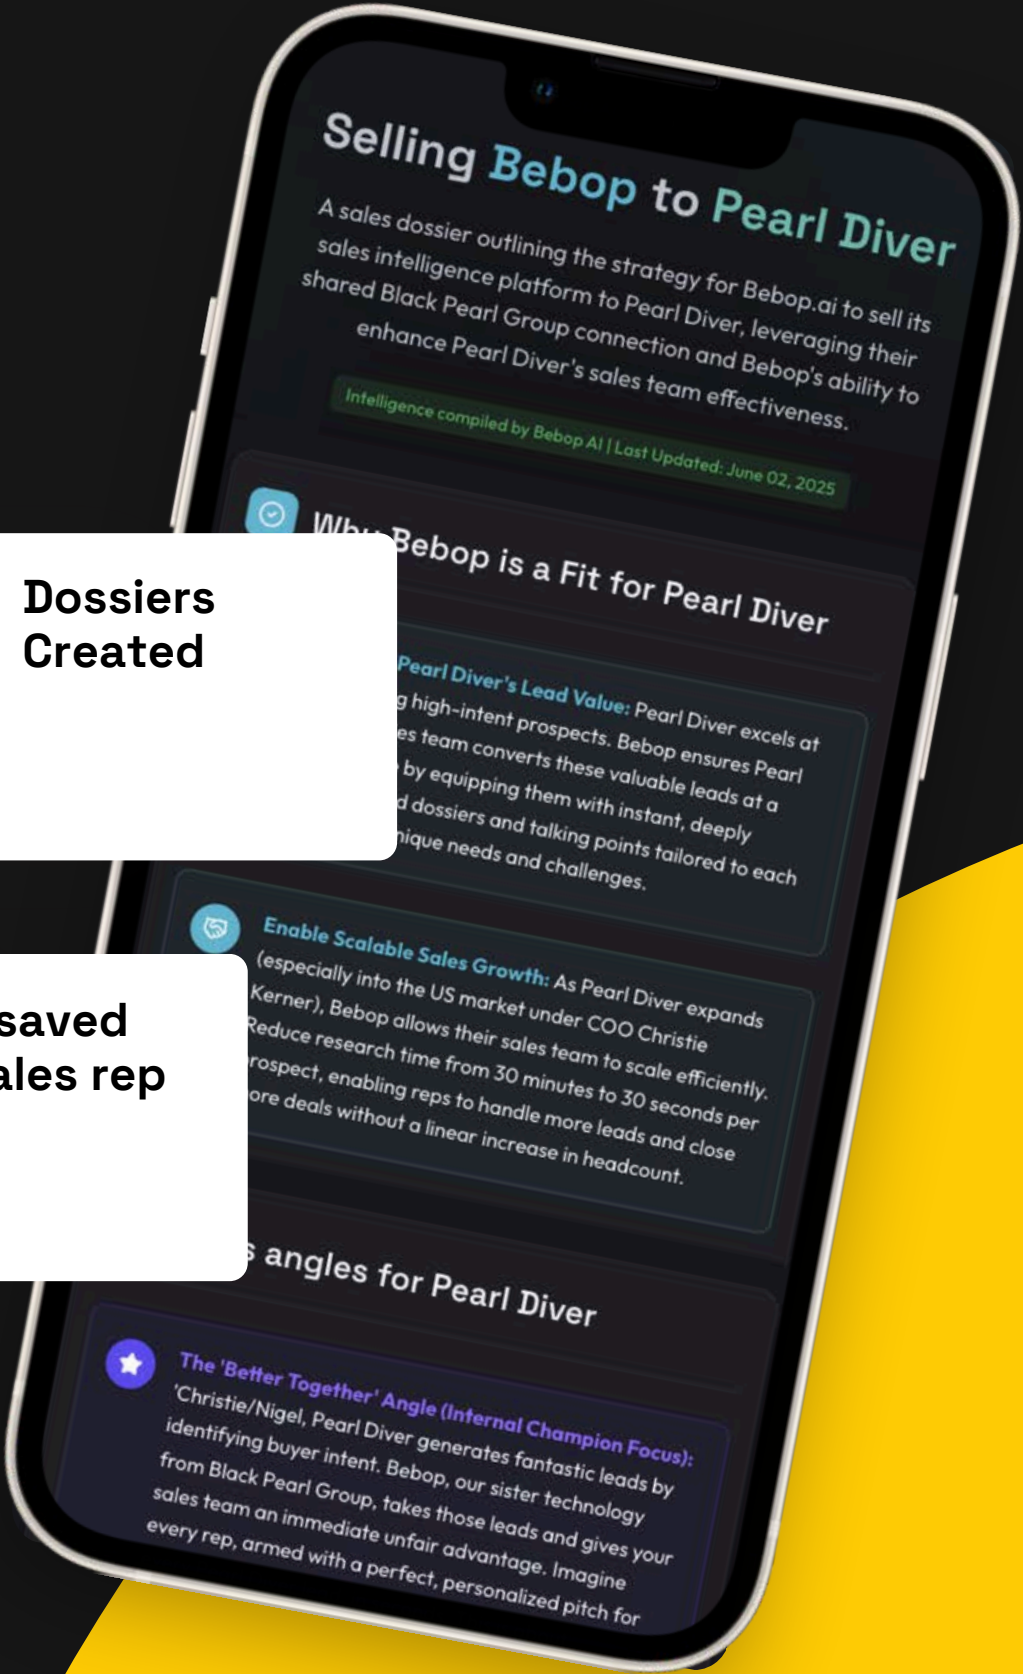 Selling Bebop to Pearl Diver
A sales dossier outlining the strategy for Bebop.ai to sell its
sales intelligence platform to Pearl Diver, leveraging their
shared Black Pearl Group connection and Bebop's ability to
enhance Pearl Diver's sales team effectiveness.
Intelligence compiled by Bebop AI | Last Updated: June 02, 2025
Why Bebop is a Fit for Pearl Diver
Dossiers
Created
Pearl Diver's Lead Value: Pearl Diver excels at
g high-intent prospects. Bebop ensures Pearl
es team converts these valuable leads at a
by equipping them with instant, deeply
d dossiers and talking points tailored to each
nique needs and challenges.
Enable Scalable Sales Growth: As Pearl Diver expands
(especially into the US market under COO Christie
Kerner), Bebop allows their sales team to scale efficiently.
Reduce research time from 30 minutes to 30 seconds per
rospect, enabling reps to handle more leads and close
ore deals without a linear increase in headcount.
saved
ales rep
s angles for Pearl Diver
The 'Better Together' Angle (Internal Champion Focus):
'Christie/Nigel, Pearl Diver generates fantastic leads by
identifying buyer intent. Bebop, our sister technology
from Black Pearl Group, takes those leads and gives your
sales team an immediate unfair advantage. Imagine
every rep, armed with a perfect, personalized pitch for